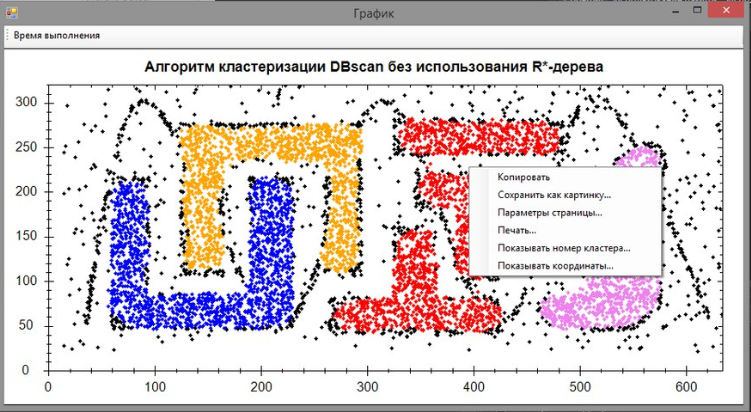 График
Время выполнения
Алгоритм кластеризации DBscan без использования R*-дерева
300
250
200
150
100
50
0
Копировать
Сохранить как картинку...
Параметры страницы...
Печать...
Показывать номер кластера...
Показывать координаты...
0 100 200 300 400 500 600